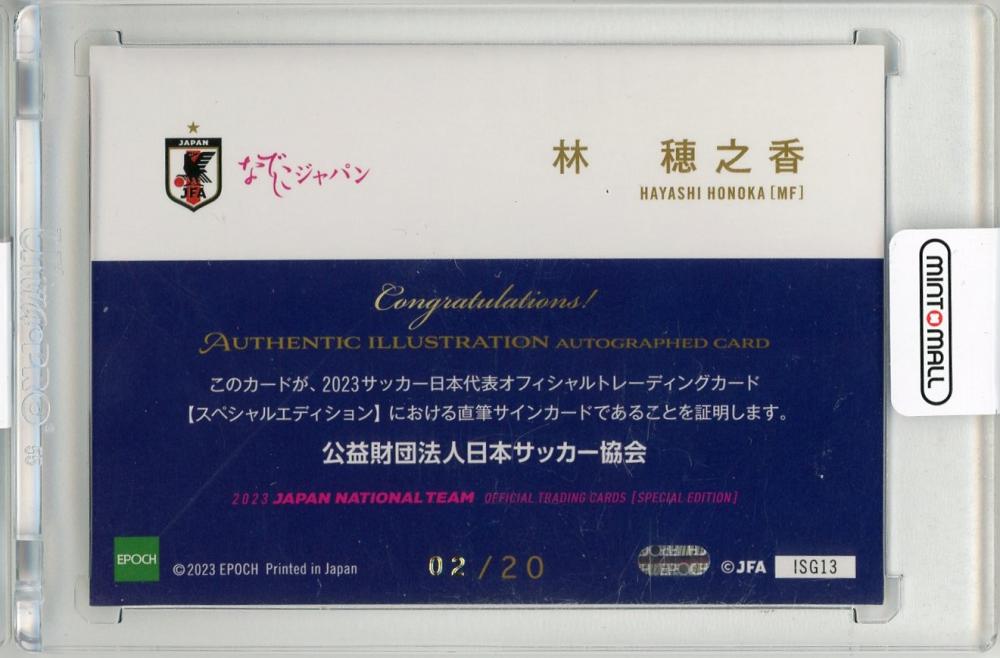 JAPAN
JFA
なでしこジャパン
林 穂之香
HAYASHI HONOKA [MF]
MINTOMALL
Congratulations!
AUTHENTIC ILLUSTRATION AUTOGRAPHED CARD
このカードが、2023サッカー日本代表オフィシャルトレーディングカード
【スペシャルエディション】における直筆サインカードであることを証明します。
公益財団法人日本サッカー協会
2023 JAPAN NATIONAL TEAM OFFICIAL TRADING CARDS [SPECIAL EDITION]
EPOCH
©2023 EPOCH Printed in Japan
02/20
©JFA
ISG13